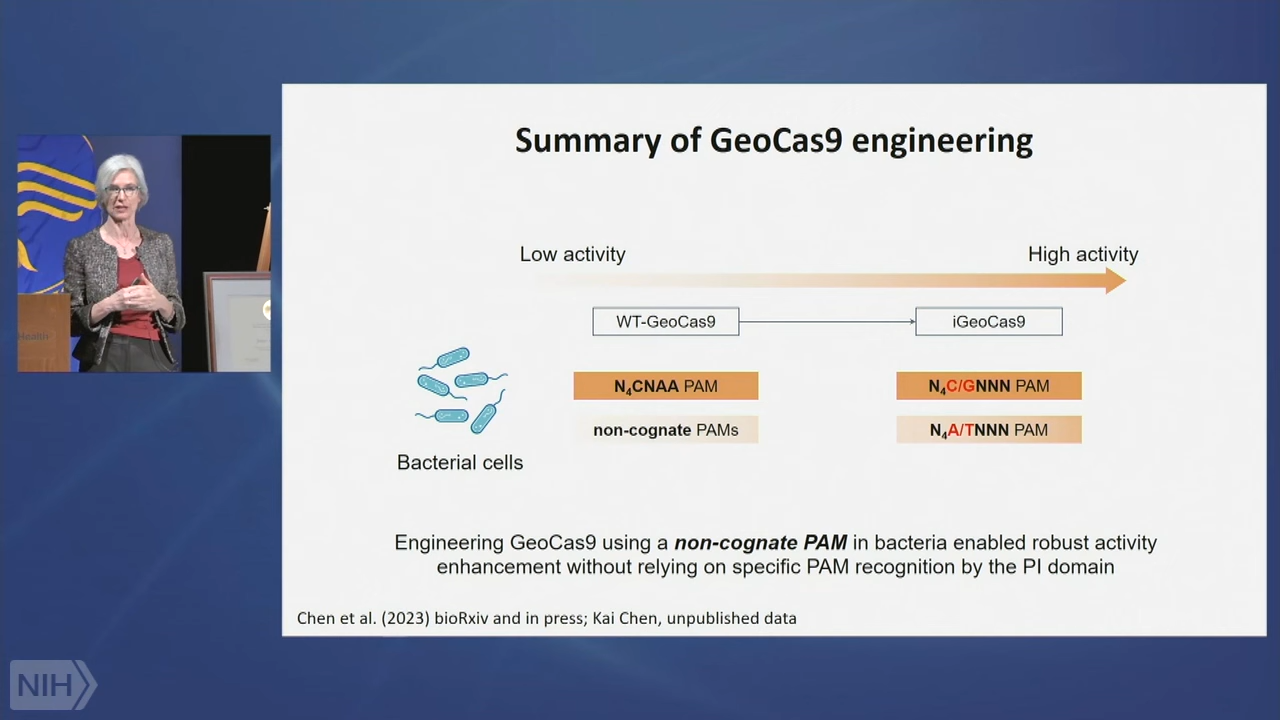 Summary of GeoCas9 engineering
Low activity
High activity
WT-GeoCas9
iGeoCas9
N₄CNAA PAM
N₄C/GNNN PAM
non-cognate PAMs
N₄A/TNNN PAM
Bacterial cells
Engineering GeoCas9 using a non-cognate PAM in bacteria enabled robust activity
enhancement without relying on specific PAM recognition by the PI domain
Chen et al. (2023) bioRxiv and in press; Kai Chen, unpublished data
Health
NIH